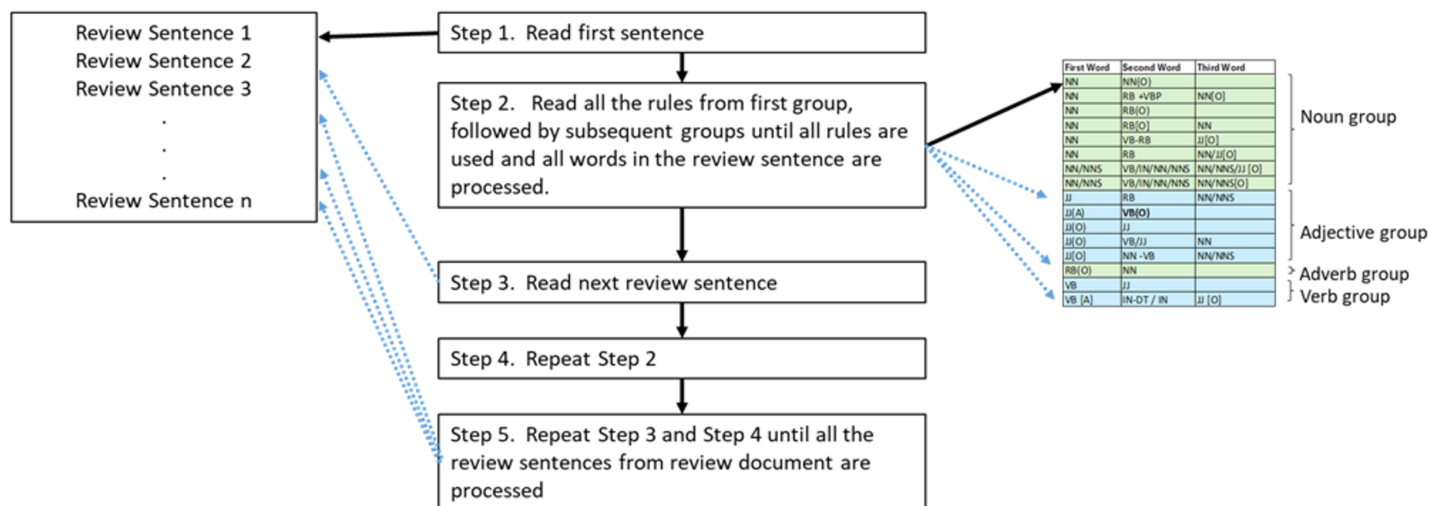 Review Sentence 1
Review Sentence 2
Review Sentence 3
.
.
.
Review Sentence n
Step 1. Read first sentence
Step 2. Read all the rules from first group,
followed by subsequent groups until all rules are
used and all words in the review sentence are
processed.
Step 3. Read next review sentence
Step 4. Repeat Step 2
Step 5. Repeat Step 3 and Step 4 until all the
review sentences from review document are
processed
First Word Second Word Third Word
NN NN(O)
NN RB +VBP NN[O]
NN RB(O)
NN RB[O] NN
NN VB-RB JJ[O]
NN RB NN/JJ[O]
NN/NNS VB/IN/NN/NNS NN/NNS/JJ [O]
NN/NNS VB/IN/NN/NNS NN/NNS[O]
JJ RB NN/NNS
JJ(A) VB(O)
JJ(O) JJ
JJ(O) VB/JJ NN
JJ[O] NN -VB NN/NNS
RB(O) NN
VB JJ
VB [A] IN-DT / IN JJ [O]
Noun group
Adjective group
Adverb group
Verb group